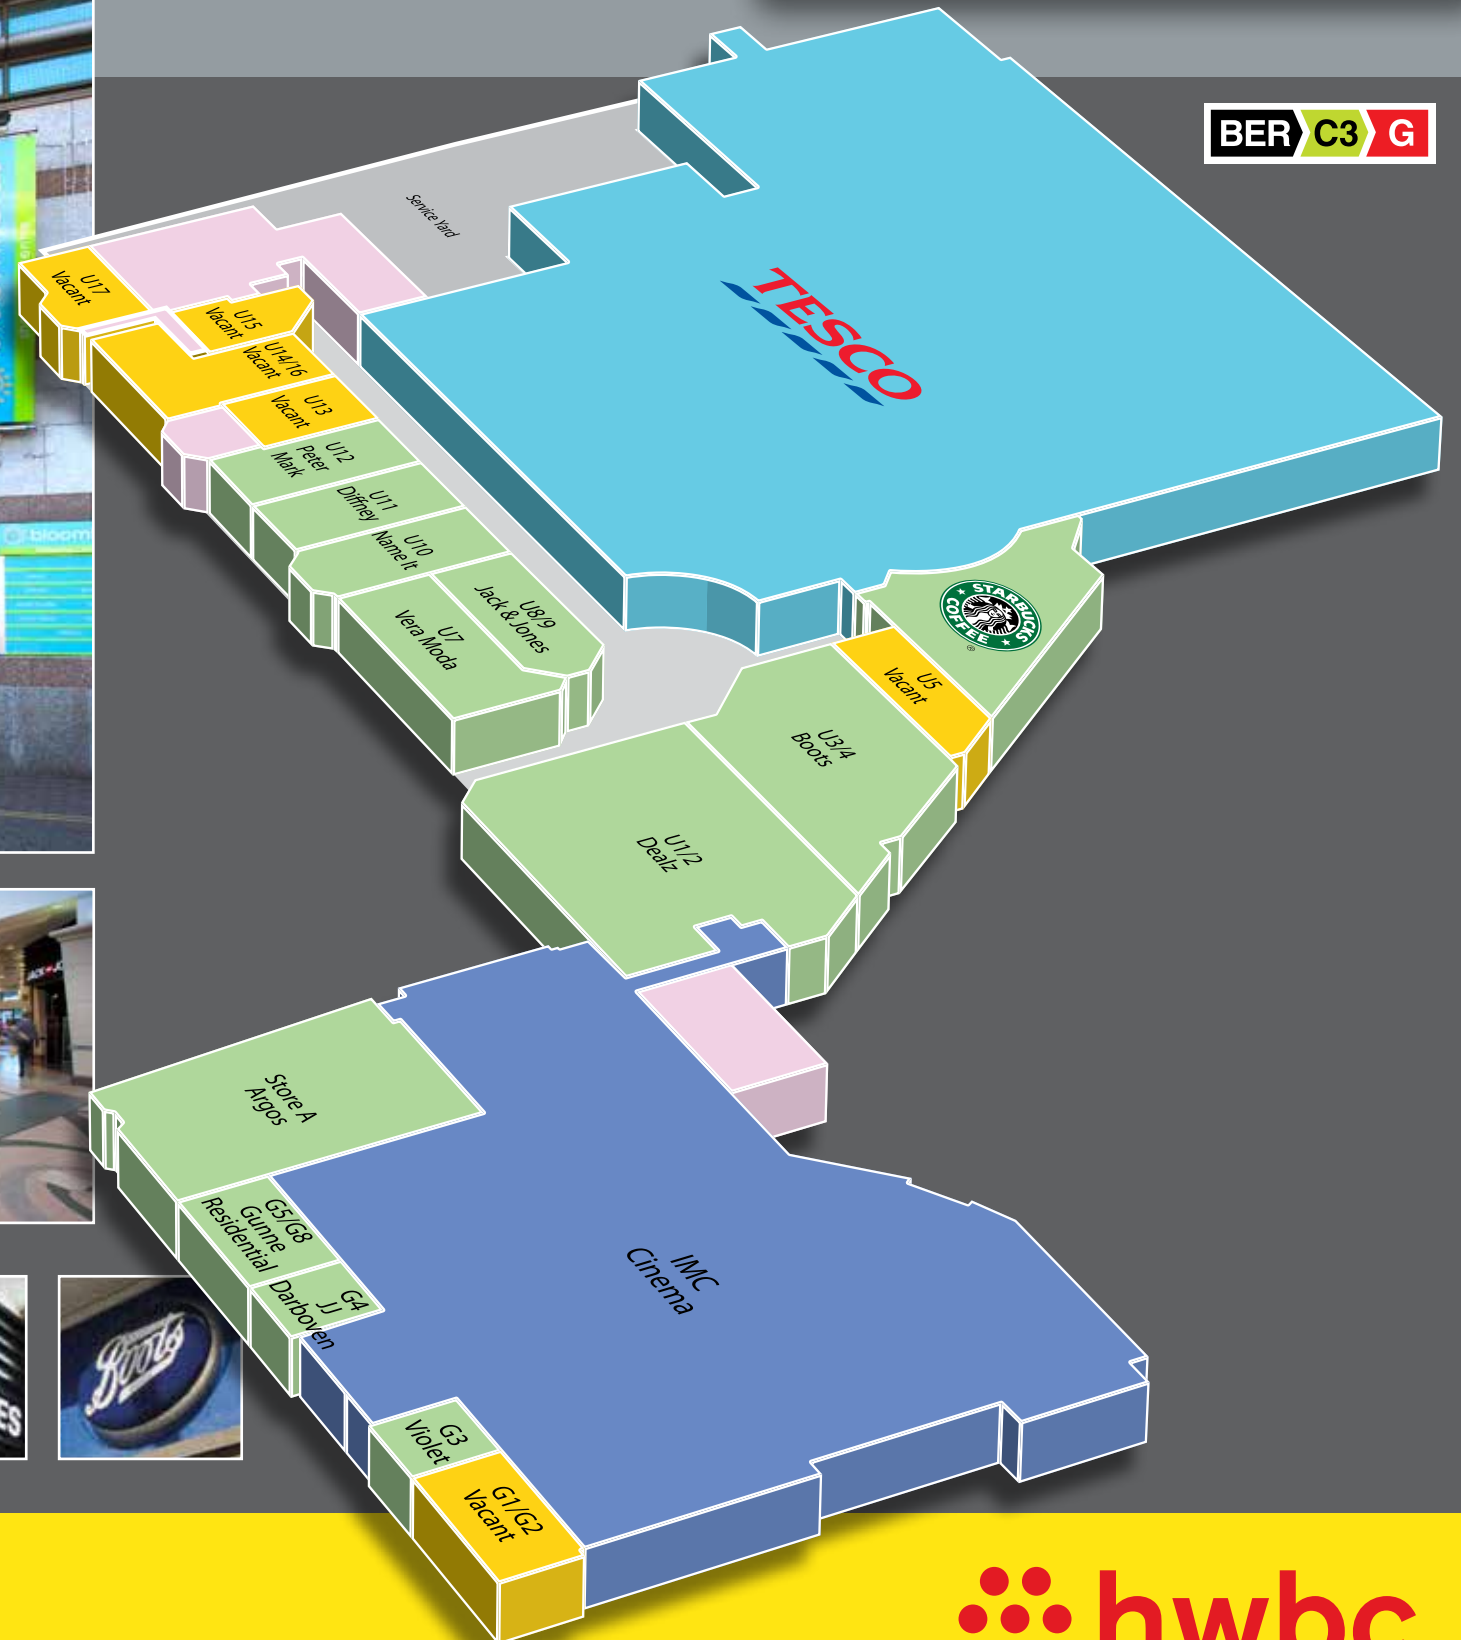 BER C3 G
Service Yard
TESCO
U17
Vacant
U15
Vacant
U14/16
Vacant
U13
Vacant
U12
Peter
Mark
U11
Diffney
U10
Name It
U8/9
Jack & Jones
U7
Vera Moda
STARBUCKS
COFFEE
®
U5
Vacant
U3/4
Boots
U1/2
Dealz
bloom
Store A
Argos
G5/G8
Gunne
Residential
G4
JJ
Darboven
IMC
Cinema
Boots
ES
G3
Violet
G1/G2
Vacant
hwbc